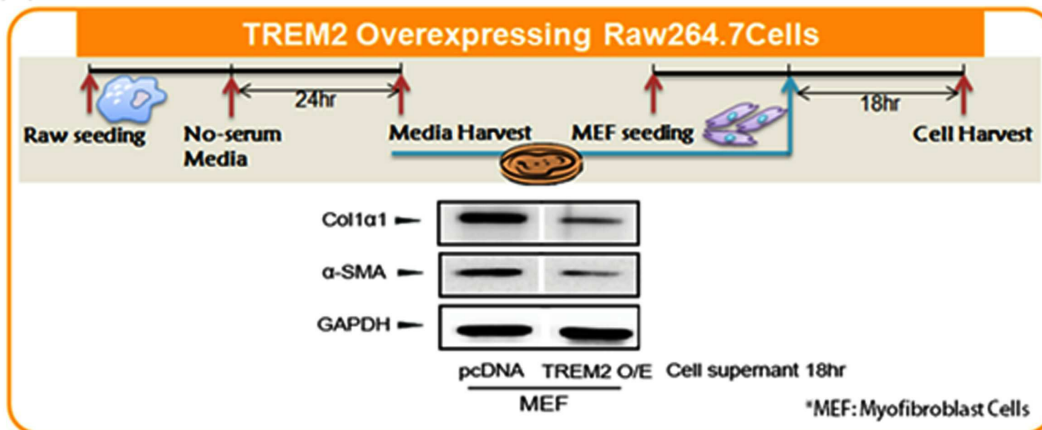 TREM2 Overexpressing Raw264.7Cells
24hr
18hr
Raw seeding
No-serum
Media
Media Harvest
MEF seeding
Cell Harvest
Col1α1
α-SMA
GAPDH
pcDNA TREM2 O/E Cell supernant 18hr
MEF
*MEF: Myofibroblast Cells